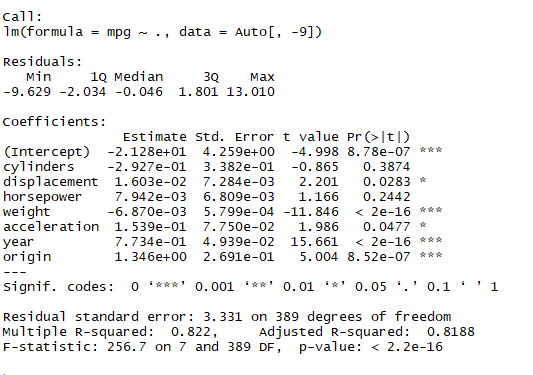 Call:
lm(formula = mpg ~ ., data = Auto[, -9])
Residuals:
Min 1Q Median 3Q Max
-9.629 -2.034 -0.046 1.801 13.010
Coefficients:
Estimate Std. Error t value Pr(>|t|)
(Intercept) -2.128e+01 4.259e+00 -4.998 8.78e-07 ***
cylinders -2.927e-01 3.382e-01 -0.865 0.3874
displacement 1.603e-02 7.284e-03 2.201 0.0283 *
horsepower 7.942e-03 6.809e-03 1.166 0.2442
weight -6.870e-03 5.799e-04 -11.846 < 2e-16 ***
acceleration 1.539e-01 7.750e-02 1.986 0.0477 *
year 7.734e-01 4.939e-02 15.661 < 2e-16 ***
origin 1.346e+00 2.691e-01 5.004 8.52e-07 ***
---
Signif. codes: 0 ‘***’ 0.001 ‘**’ 0.01 ‘*’ 0.05 ‘.’ 0.1 ‘ ’ 1
Residual standard error: 3.331 on 389 degrees of freedom
Multiple R-squared: 0.822, Adjusted R-squared: 0.8188
F-statistic: 256.7 on 7 and 389 DF, p-value: < 2.2e-16